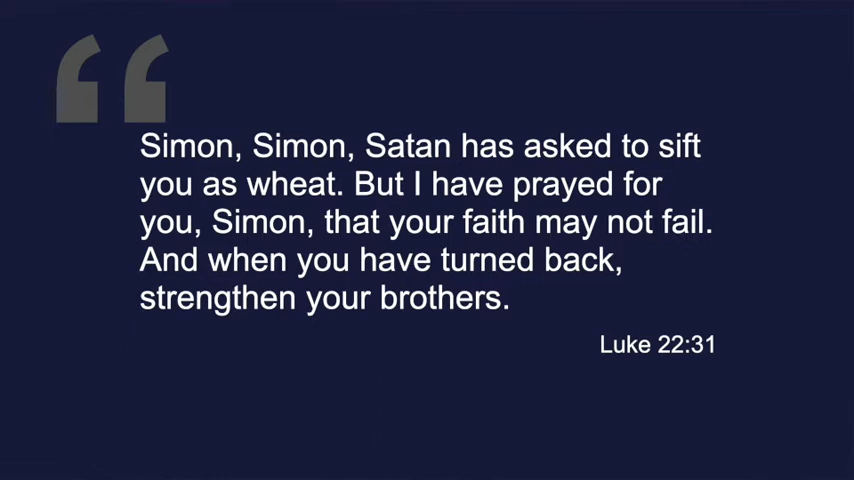 “
Simon, Simon, Satan has asked to sift
you as wheat. But I have prayed for
you, Simon, that your faith may not fail.
And when you have turned back,
strengthen your brothers.
Luke 22:31